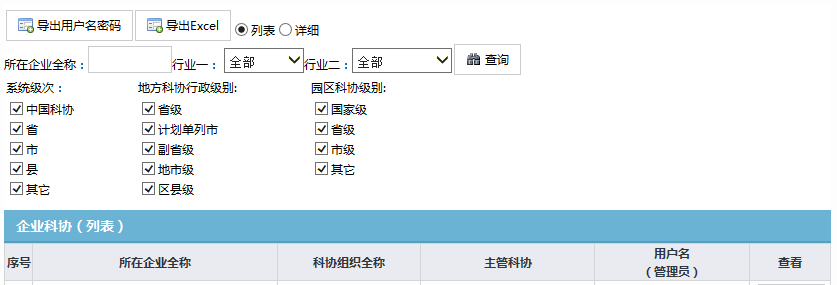 导出用户名密码 导出Excel 列表 详细
所在企业全称： 行业一： 全部 行业二： 全部 查询
系统级次： 地方科协行政级别: 园区科协级别:
中国科协 省级 国家级
省 计划单列市 省级
市 副省级 市级
县 地市级 其它
其它 区县级
企业科协（列表）
序号 所在企业全称 科协组织全称 主管科协 用户名 查看
（管理员）